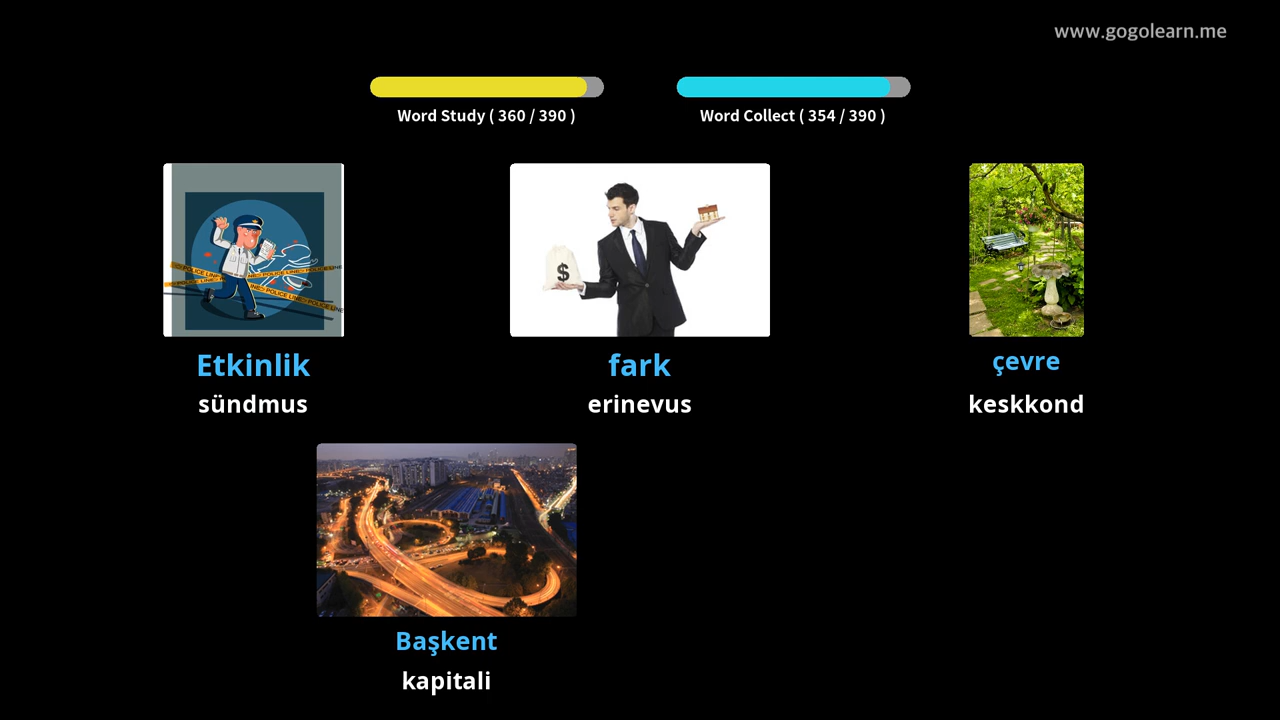 www.gogolearn.me
Word Study ( 360 / 390 )
Word Collect ( 354 / 390 )
Etkinlik
sündmus
fark
erinevus
çevre
keskkond
Başkent
kapitali